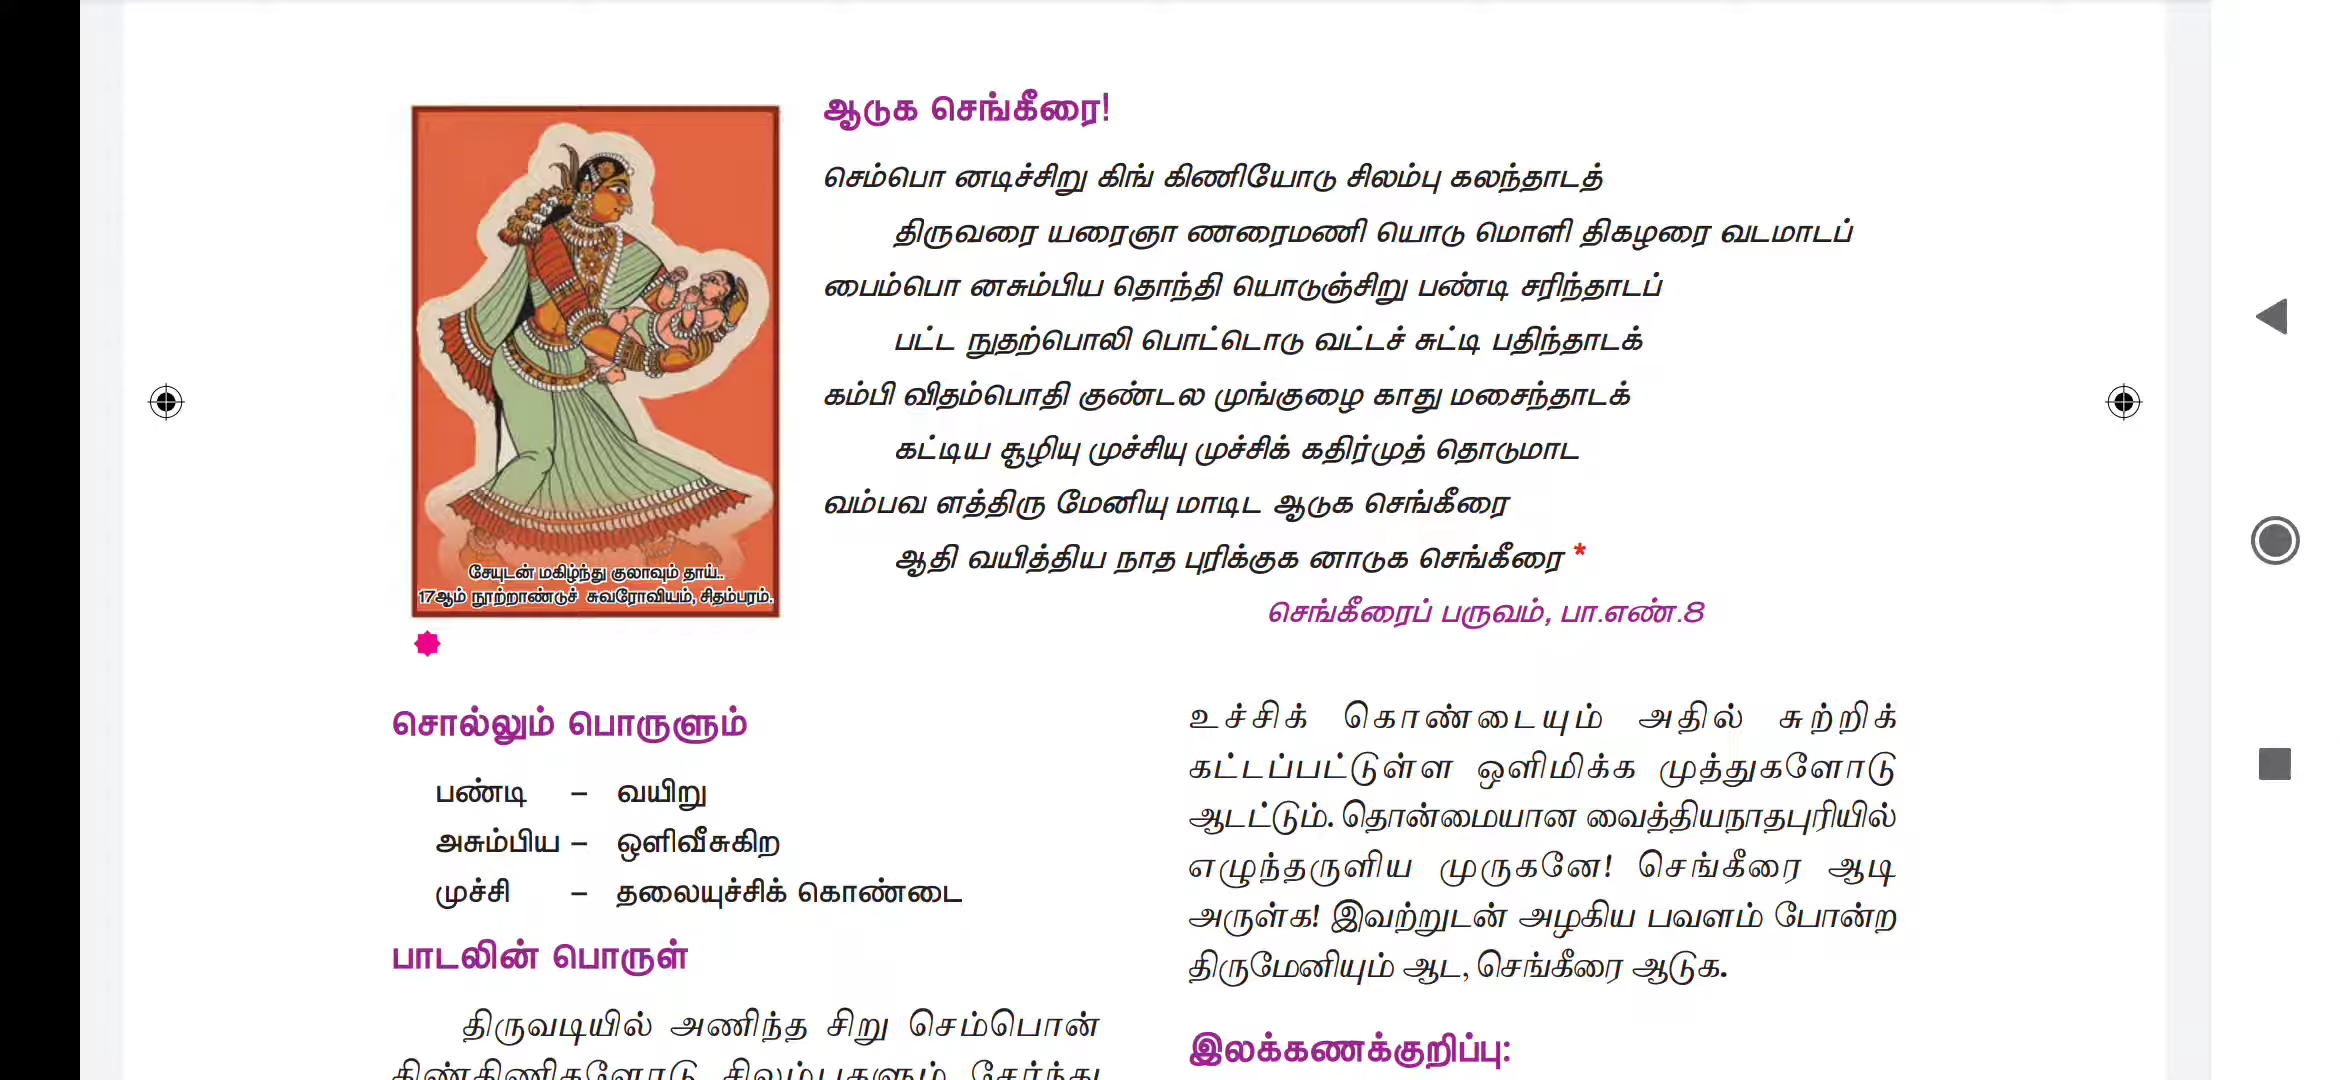 ஆடுக செங்கீரை!
செம்பொ னடிச்சிறு கிங் கிணியோடு சிலம்பு கலந்தாடத்
திருவரை யரைஞா ணரைமணி யொடு மொளி திகழரை வடமாடப்
பைம்பொ னசும்பிய தொந்தி யொடுஞ்சிறு பண்டி சரிந்தாடப்
பட்ட நுதற்பொலி பொட்டொடு வட்டச் சுட்டி பதிந்தாடக்
கம்பி விதம்பொதி குண்டல முங்குழை காது மசைந்தாடக்
கட்டிய சூழியு முச்சியு முச்சிக் கதிர்முத் தொடுமாட
வம்பவ ளத்திரு மேனியு மாடிட ஆடுக செங்கீரை
ஆதி வயித்திய நாத புரிக்குக னாடுக செங்கீரை *
செங்கீரைப் பருவம், பா.எண்.8
சேயுடன் மகிழ்ந்து குலாவும் தாய்..
17ஆம் நூற்றாண்டுச் சுவரோவியம், சிதம்பரம்.
சொல்லும் பொருளும்
பண்டி – வயிறு
அசும்பிய – ஒளிவீசுகிற
முச்சி – தலையுச்சிக் கொண்டை
பாடலின் பொருள்
திருவடியில் அணிந்த சிறு செம்பொன்
கிண்கிணிகளோடு சிலம்புகளும் சேர்ந்து
உச்சிக் கொண்டையும் அதில் சுற்றிக்
கட்டப்பட்டுள்ள ஒளிமிக்க முத்துகளோடு
ஆடட்டும். தொன்மையான வைத்தியநாதபுரியில்
எழுந்தருளிய முருகனே! செங்கீரை ஆடி
அருள்க! இவற்றுடன் அழகிய பவளம் போன்ற
திருமேனியும் ஆட, செங்கீரை ஆடுக.
இலக்கணக்குறிப்பு: